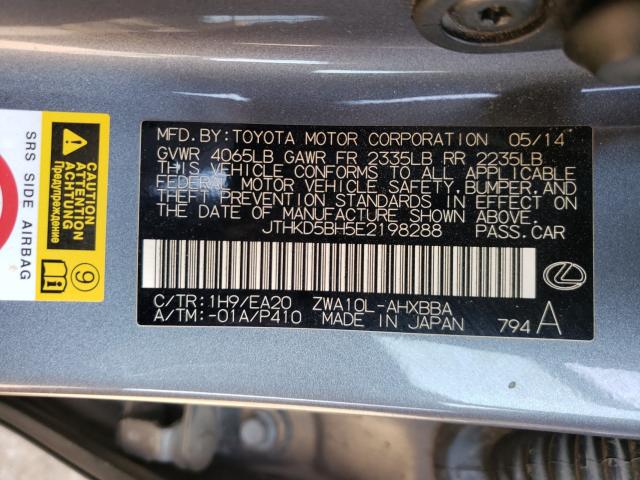 MFD.BY:TOYOTA MOTOR CORPORATION 05/14
GVWR 4065LB GAWR FR 2335LB RR 2235LB
THIS VEHICLE CONFORMS TO ALL APPLICABLE
FEDERAL MOTOR VEHICLE SAFETY,BUMPER,AND
THEFT PREVENTION STANDARDS IN EFFECT ON
THE DATE OF MANUFACTURE SHOWN ABOVE.
JTHKD5BH5E2198288 PASS.CAR
C/TR:1H9/EA20 ZWA10L-AHXBBA
A/TM:-01A/P410 MADE IN JAPAN 794 A
SRS SIDE AIRBAG
CAUTION
ATTENTION
ACHTUNG
Предупреждение
9